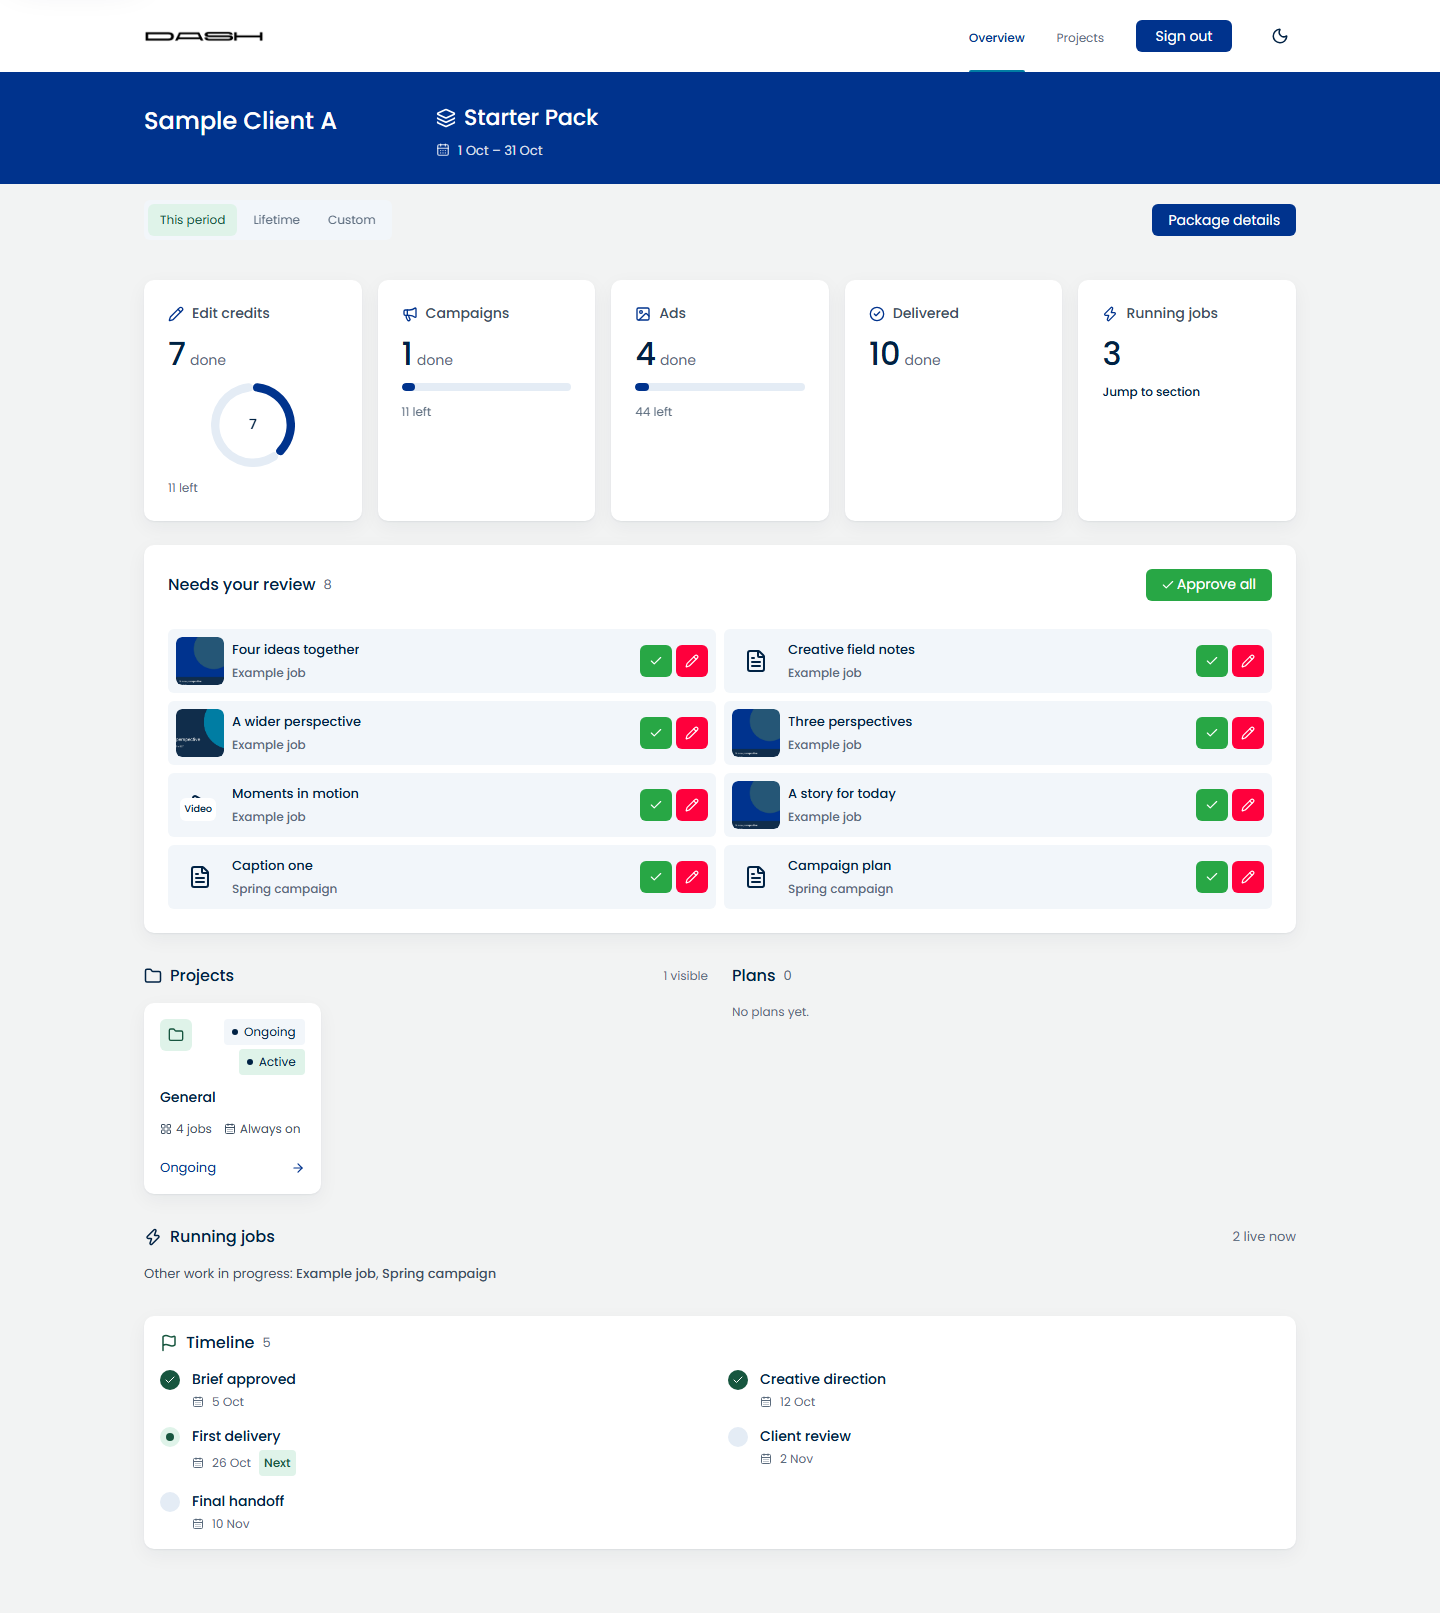 DASH
Overview
Projects
Sign out
Sample Client A
Starter Pack
1 Oct – 31 Oct
This period
Lifetime
Custom
Package details
Edit credits
7 done
7
11 left
Campaigns
1 done
11 left
Ads
4 done
44 left
Delivered
10 done
Running jobs
3
Jump to section
Needs your review 8
Approve all
Four ideas together
Example job
Creative field notes
Example job
A wider perspective
Example job
Three perspectives
Example job
Video
Moments in motion
Example job
A story for today
Example job
Caption one
Spring campaign
Campaign plan
Spring campaign
Projects
1 visible
Ongoing
Active
General
4 jobs
Always on
Ongoing
Plans 0
No plans yet.
Running jobs
2 live now
Other work in progress: Example job, Spring campaign
Timeline 5
Brief approved
5 Oct
Creative direction
12 Oct
First delivery
26 Oct Next
Client review
2 Nov
Final handoff
10 Nov